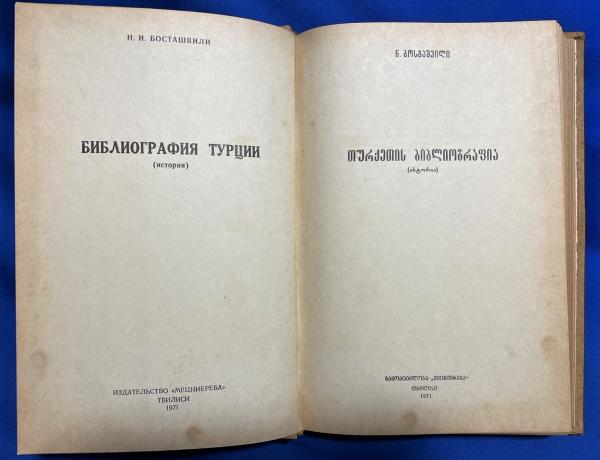 Н. И. БОСТАШВИЛИ
БИБЛИОГРАФИЯ ТУРЦИИ
(история)
ИЗДАТЕЛЬСТВО «МЕЦНИЕРЕБА»
ТБИЛИСИ
1971
ნ. ბოსტაშვილი
თურქეთის ბიბლიოგრაფია
(ისტორია)
გამომცემლობა „მეცნიერება“
თბილისი
1971